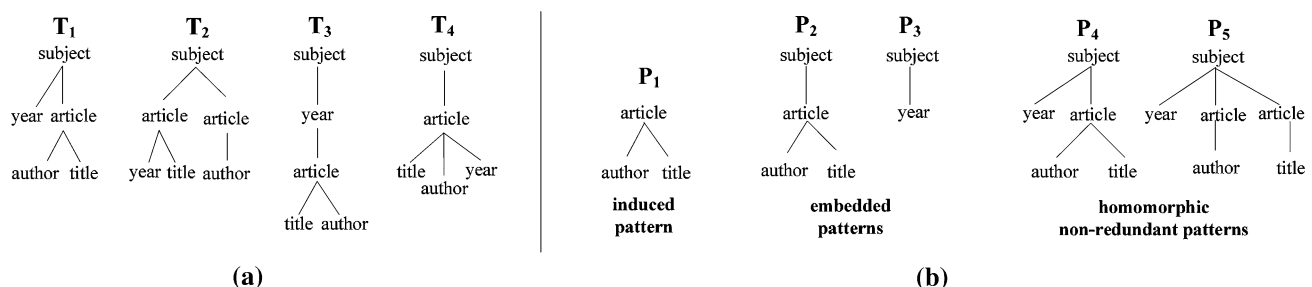 T1 T2 T3 T4
subject subject subject subject
year article article article year article
author title year title author article title author year
title author
(a)
P1
article
author title
induced
pattern
P2 P3
subject subject
article year
author title
embedded
patterns
P4 P5
subject subject
year article year article article
author title author title
homomorphic
non-redundant patterns
(b)